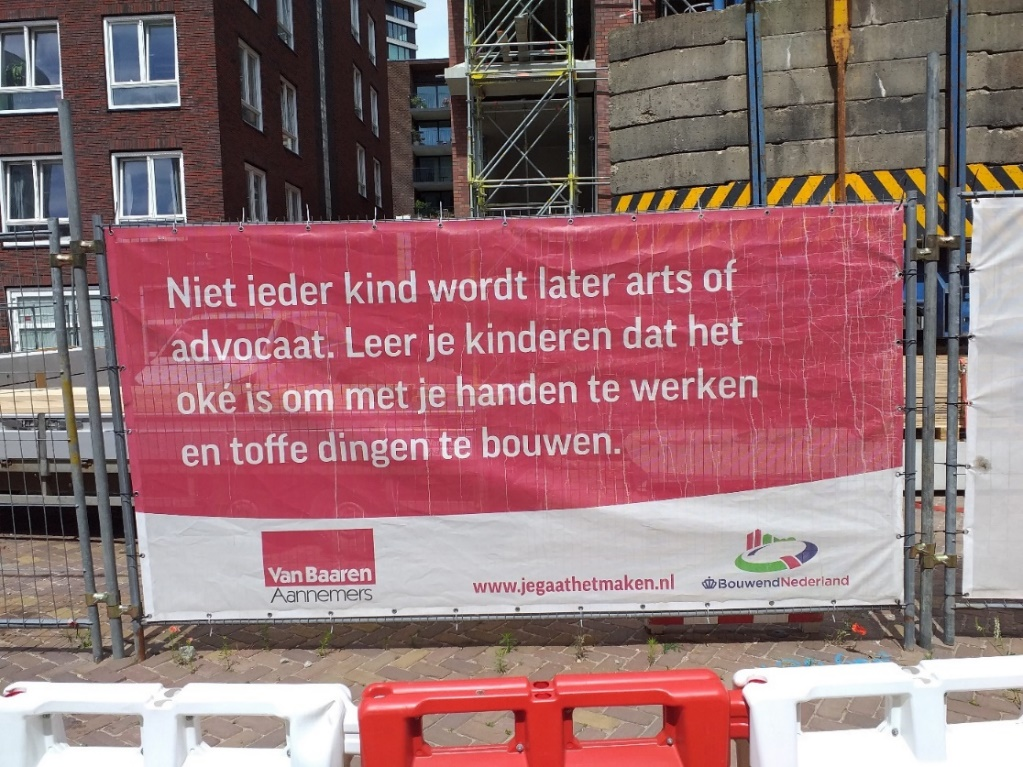 Niet ieder kind wordt later arts of
advocaat. Leer je kinderen dat het
oké is om met je handen te werken
en toffe dingen te bouwen.
Van Baaren
Aannemers
www.jegaathetmaken.nl
BouwendNederland